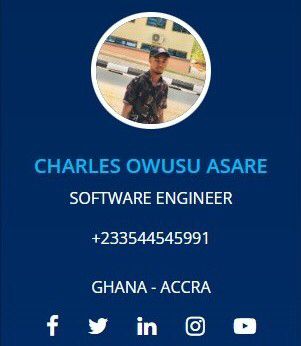 CHARLES OWUSU ASARE
SOFTWARE ENGINEER
+233544545991
GHANA - ACCRA